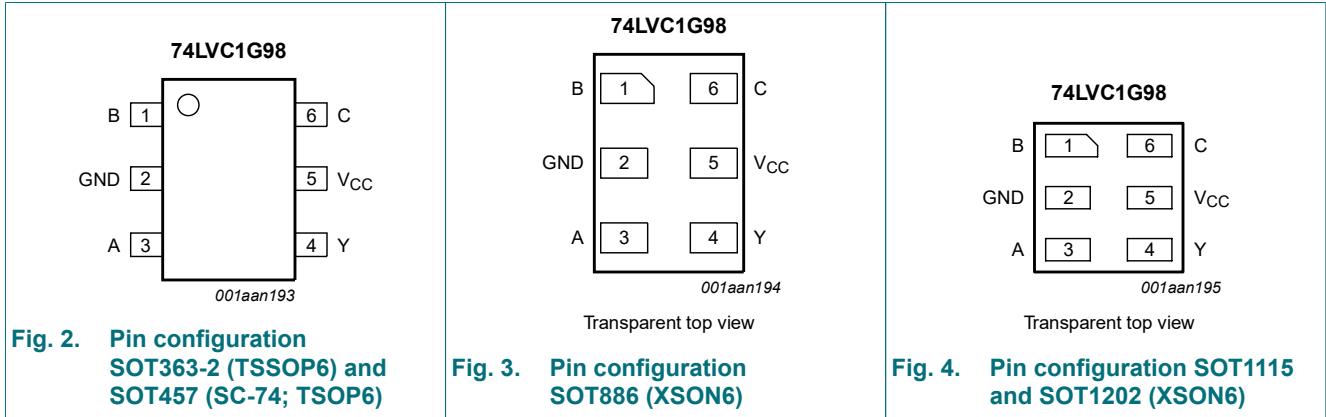 74LVC1G98
B 1 6 C
GND 2 5 VCC
A 3 4 Y
001aan193
Fig. 2. Pin configuration
SOT363-2 (TSSOP6) and
SOT457 (SC-74; TSOP6)
74LVC1G98
B 1 6 C
GND 2 5 VCC
A 3 4 Y
001aan194
Transparent top view
Fig. 3. Pin configuration
SOT886 (XSON6)
74LVC1G98
B 1 6 C
GND 2 5 VCC
A 3 4 Y
001aan195
Transparent top view
Fig. 4. Pin configuration SOT1115
and SOT1202 (XSON6)